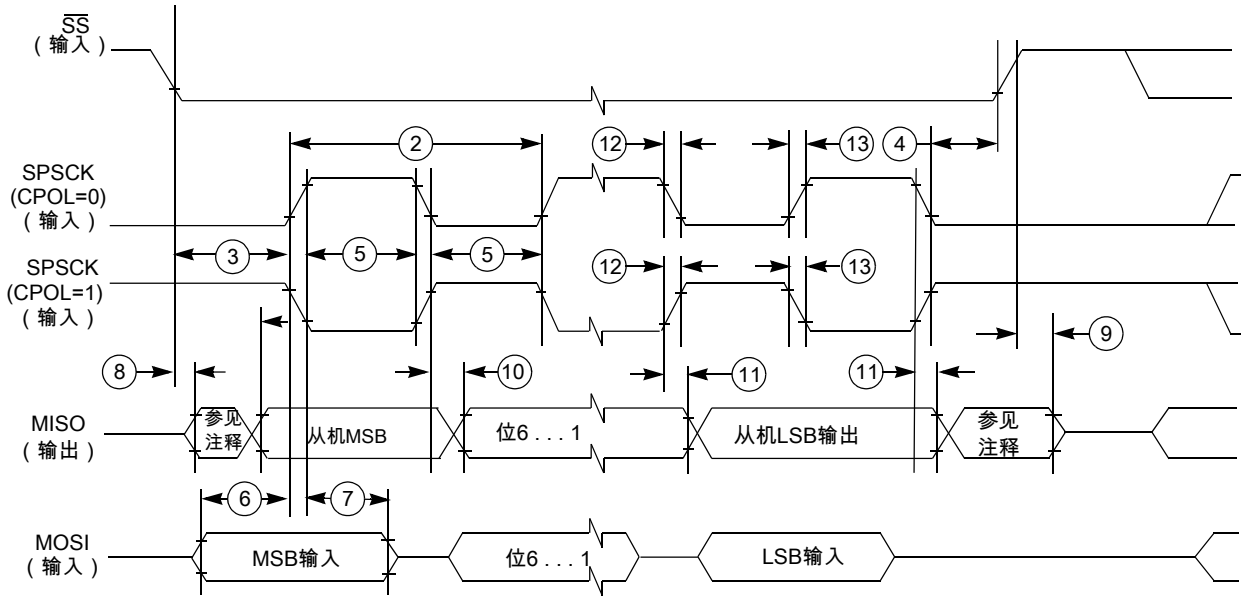 SS
( 输入 )
2
12
13
4
SPSCK
(CPOL=0)
( 输入 )
3
5
5
12
13
SPSCK
(CPOL=1)
( 输入 )
8
10
11
11
9
MISO
( 输出 )
参见
注释
从机MSB
位6 . . . 1
从机LSB输出
参见
注释
6
7
MOSI
( 输入 )
MSB输入
位6 . . . 1
LSB输入